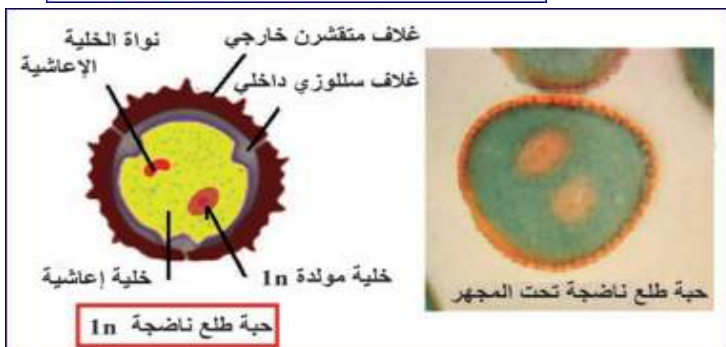 نواة الخلية
الإعاشية
غلاف متقشرن خارجي
غلاف سللوزي داخلي
خلية إعاشية
خلية مولدة 1n
حبة طلع ناضجة 1n
حبة طلع ناضجة تحت المجهر